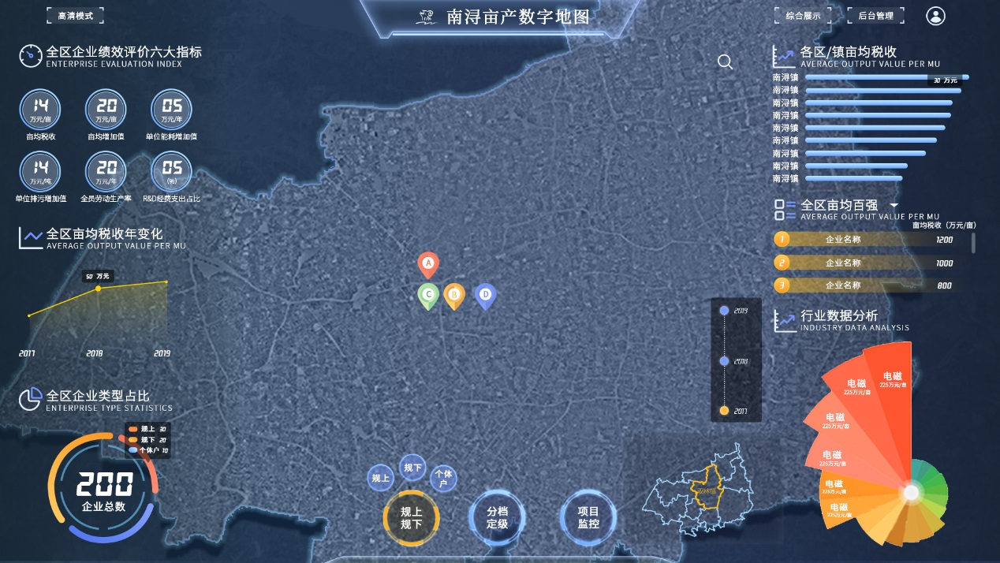 高清模式
南浔亩产数字地图
综合展示
后台管理
全区企业绩效评价六大指标
ENTERPRISE EVALUATION INDEX
14
万元/亩
亩均税收
20
万元/亩
亩均增加值
05
万元/年
单位能耗增加值
14
万元/吨
单位排污增加值
20
万元/年
全员劳动生产率
05
(%)
R&D经费支出占比
全区亩均税收年变化
AVERAGE OUTPUT VALUE PER MU
50 万元
2017
2018
2019
全区企业类型占比
ENTERPRISE TYPE STATISTICS
规上 30
规下 20
个体户 10
200
企业总数
A
C
B
D
规上
规下
个体户
规上
规下
分档
定级
项目
监控
2019
2018
2017
双林镇
各区/镇亩均税收
AVERAGE OUTPUT VALUE PER MU
南浔镇
30 万元
南浔镇
南浔镇
南浔镇
南浔镇
南浔镇
南浔镇
南浔镇
南浔镇
全区亩均百强
AVERAGE OUTPUT VALUE PER MU
亩均税收（万元/亩）
1 企业名称 1200
2 企业名称 1000
3 企业名称 800
行业数据分析
INDUSTRY DATA ANALYSIS
电磁
225万元/亩
电磁
225万元/亩
电磁
225万元/亩
电磁
225万元/亩
电磁
225万元/亩
电磁
225万元/亩